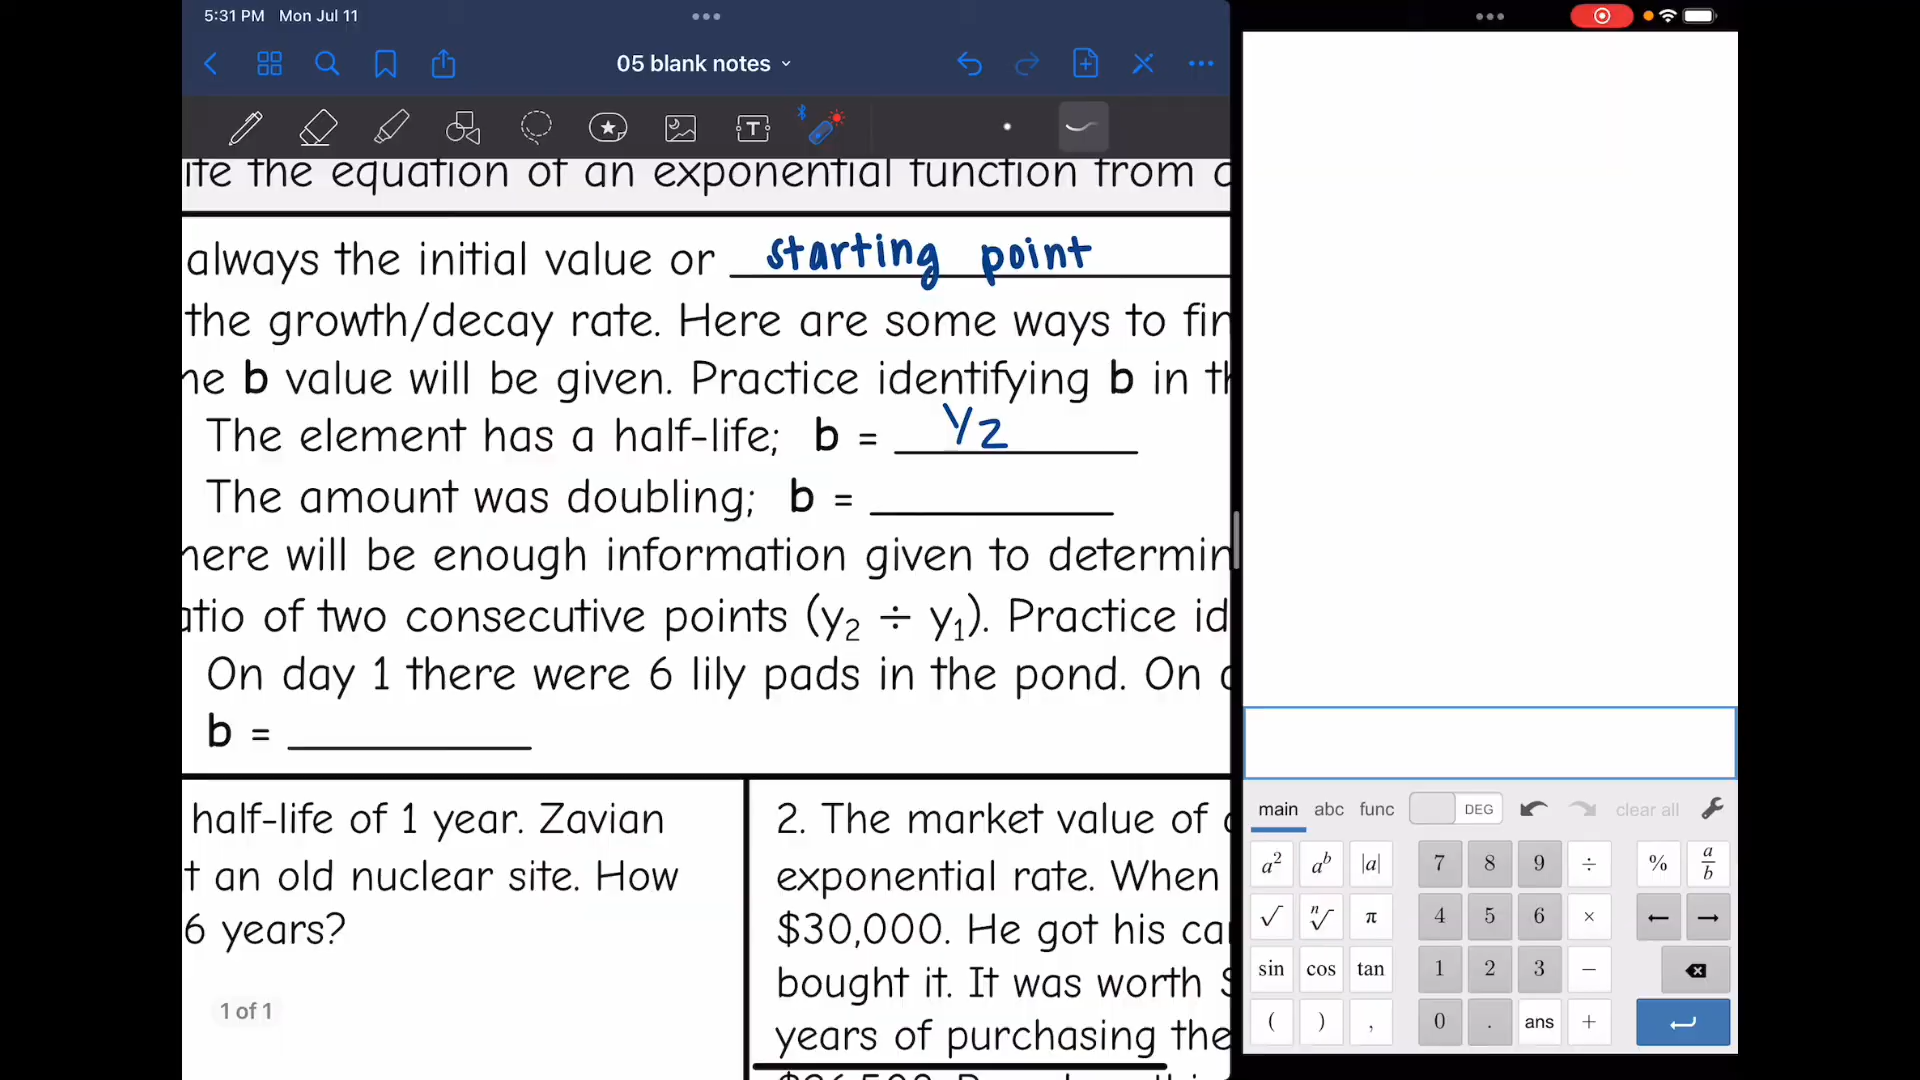 5:31 PM Mon Jul 11
05 blank notes
ite the equation of an exponential function from
always the initial value or starting point
the growth/decay rate. Here are some ways to fin
he b value will be given. Practice identifying b in th
The element has a half-life; b = 1/2
The amount was doubling; b =
here will be enough information given to determin
atio of two consecutive points (y₂ ÷ y₁). Practice id
On day 1 there were 6 lily pads in the pond. On
b =
half-life of 1 year. Zavian
t an old nuclear site. How
6 years?
2. The market value of
exponential rate. When
$30,000. He got his car
bought it. It was worth $
years of purchasing the
1 of 1
main abc func DEG clear all
a² aᵇ |a| 7 8 9 ÷ % a/b
√ ⁿ√ π 4 5 6 × ← →
sin cos tan 1 2 3 −
( ) , 0 . ans +